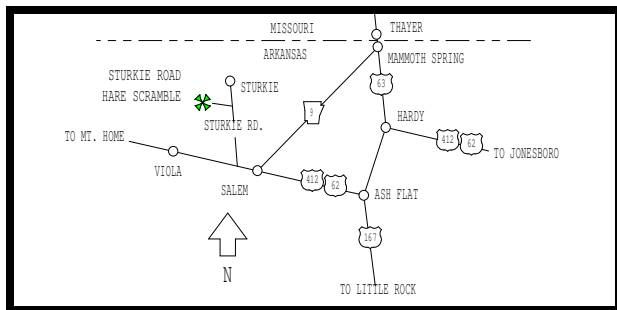 MISSOURI
THAYER
ARKANSAS
MAMMOTH SPRING
STURKIE ROAD
HARE SCRAMBLE
STURKIE
63
9
STURKIE RD.
HARDY
TO MT. HOME
412
62
TO JONESBORO
VIOLA
SALEM
412
62
ASH FLAT
167
N
TO LITTLE ROCK